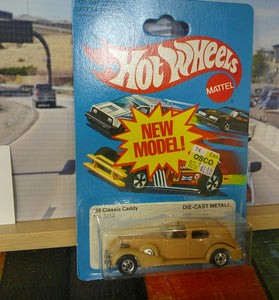 HOT WHEELS
MATTEL
NEW
MODEL!
OSCO
'35 Classic Caddy
DIE-CAST METAL!